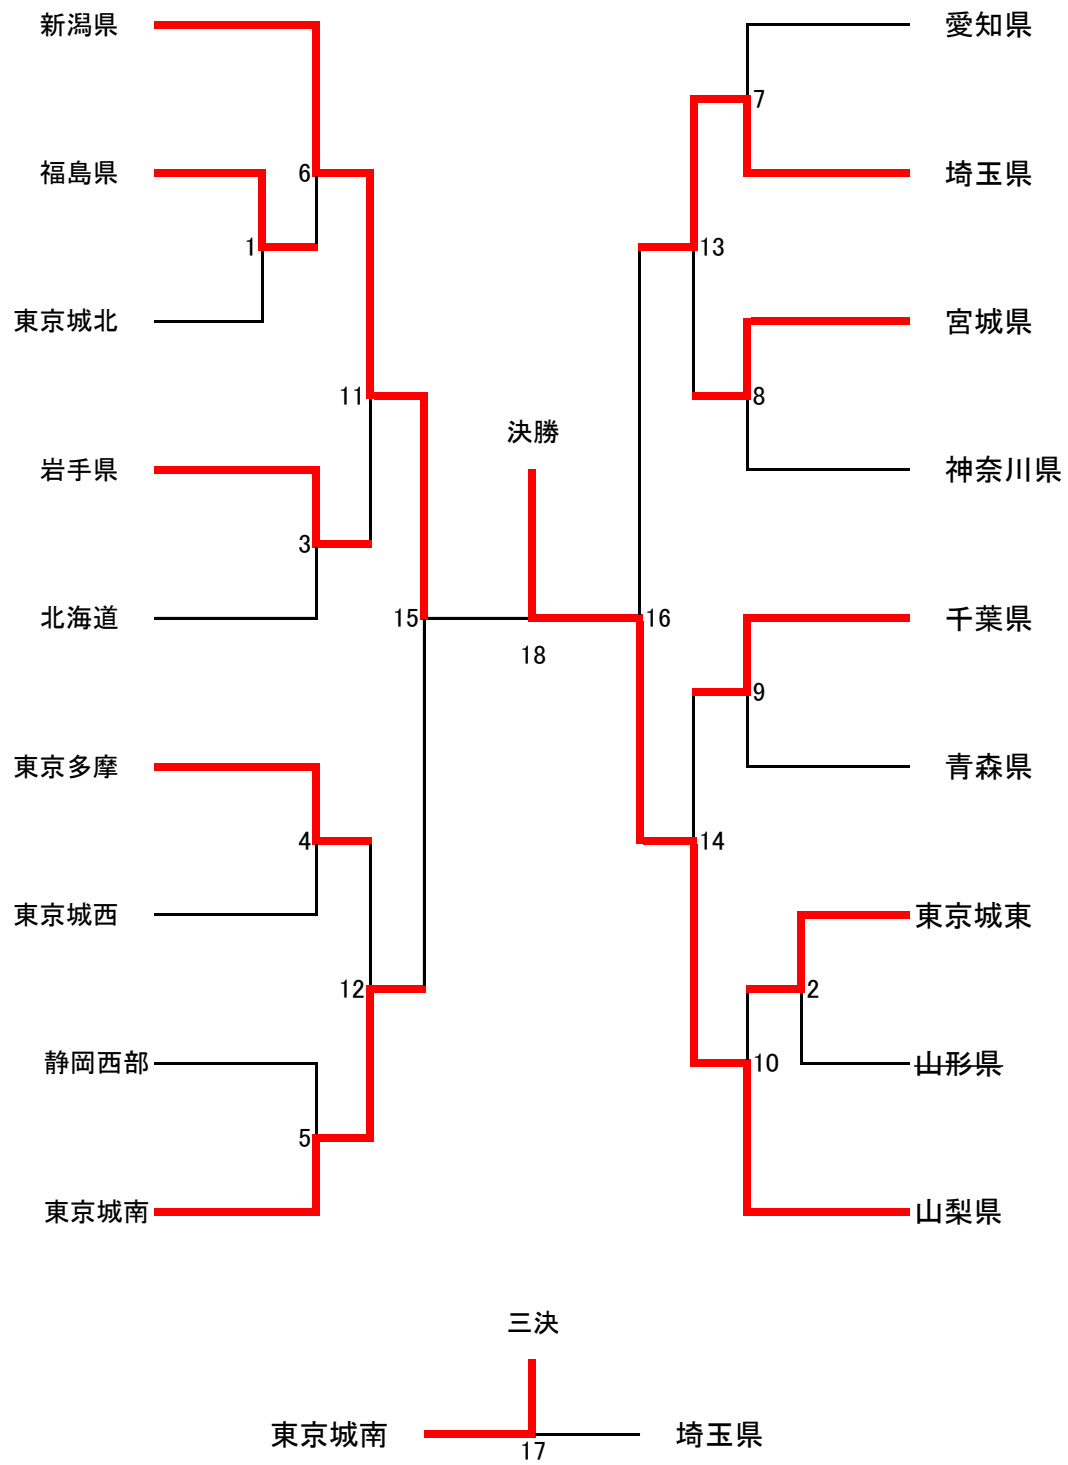 新潟県
愛知県
7
福島県
6
埼玉県
1
13
東京城北
宮城県
11
8
決勝
岩手県
神奈川県
3
北海道
15
16
千葉県
18
9
東京多摩
青森県
4
14
東京城西
東京城東
12
2
静岡西部
10
山形県
5
東京城南
山梨県
三決
東京城南
17
埼玉県